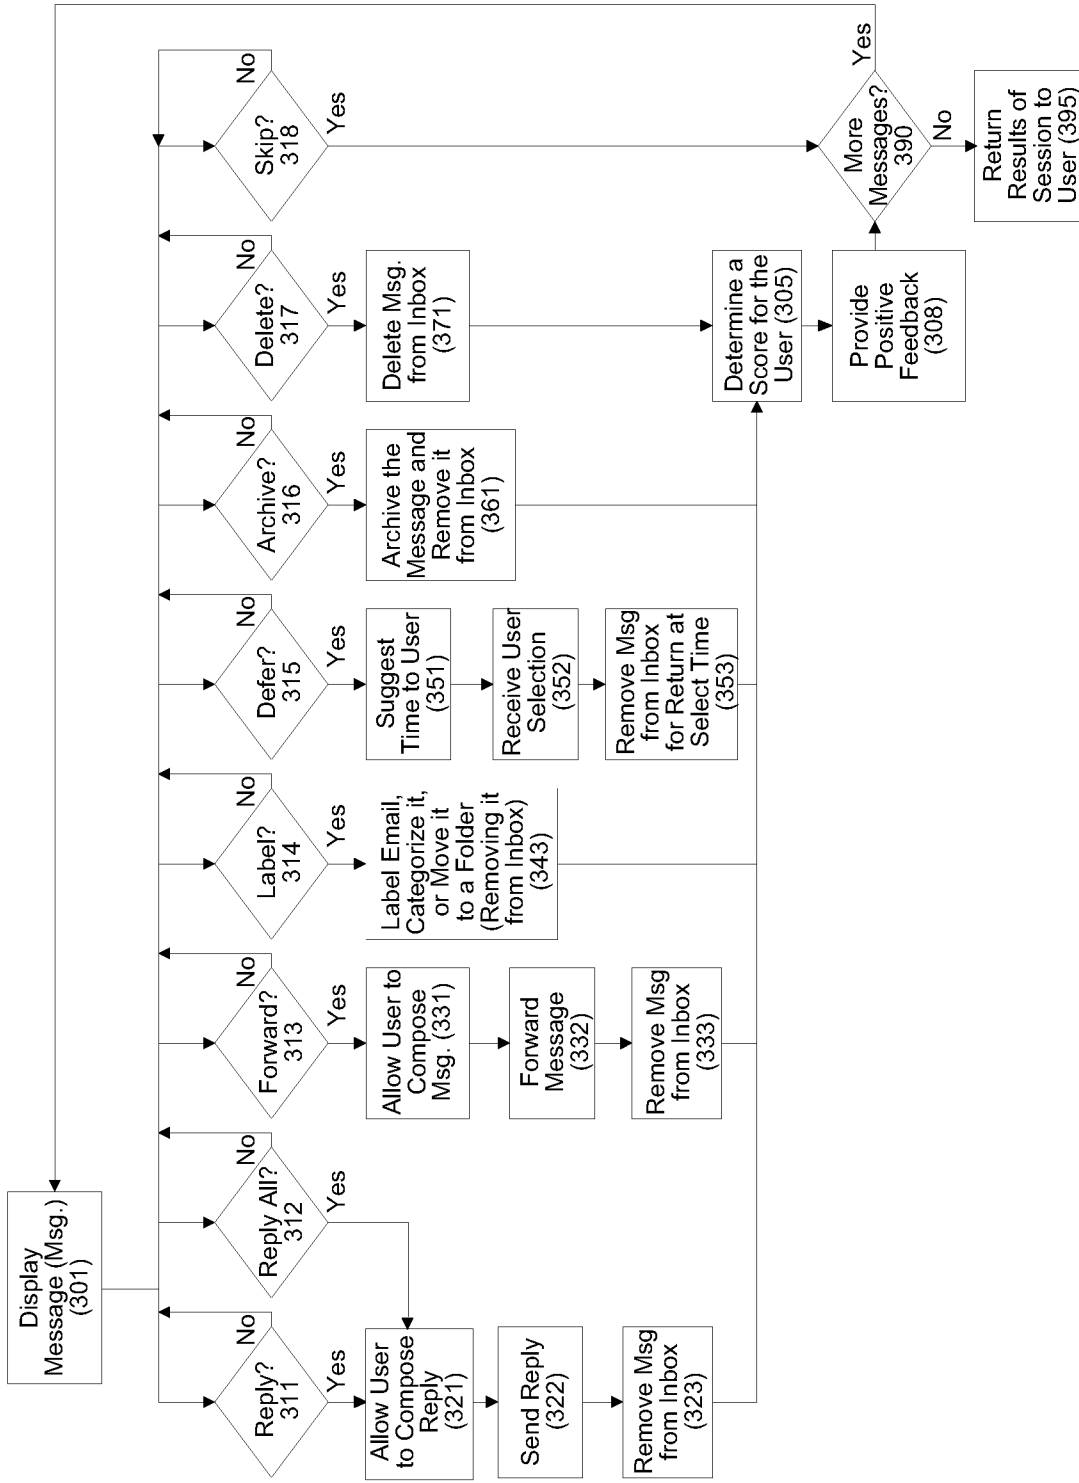 Display
Message (Msg.)
(301)
Reply?
311
No
Yes
Allow User
to Compose
Reply
(321)
Send Reply
(322)
Remove Msg
from Inbox
(323)
Reply All?
312
No
Yes
Forward?
313
No
Yes
Allow User to
Compose
Msg. (331)
Forward
Message
(332)
Remove Msg
from Inbox
(333)
Label?
314
No
Yes
Label Email,
Categorize it,
or Move it
to a Folder
(Removing it
from Inbox)
(343)
Defer?
315
No
Yes
Suggest
Time to User
(351)
Receive User
Selection
(352)
Remove Msg
from Inbox
for Return at
Select Time
(353)
Archive?
316
No
Yes
Archive the
Message and
Remove it
from Inbox
(361)
Delete?
317
No
Yes
Delete Msg.
from Inbox
(371)
Skip?
318
No
Yes
Determine a
Score for the
User (305)
Provide
Positive
Feedback
(308)
More
Messages?
390
Yes
No
Return
Results of
Session to
User (395)